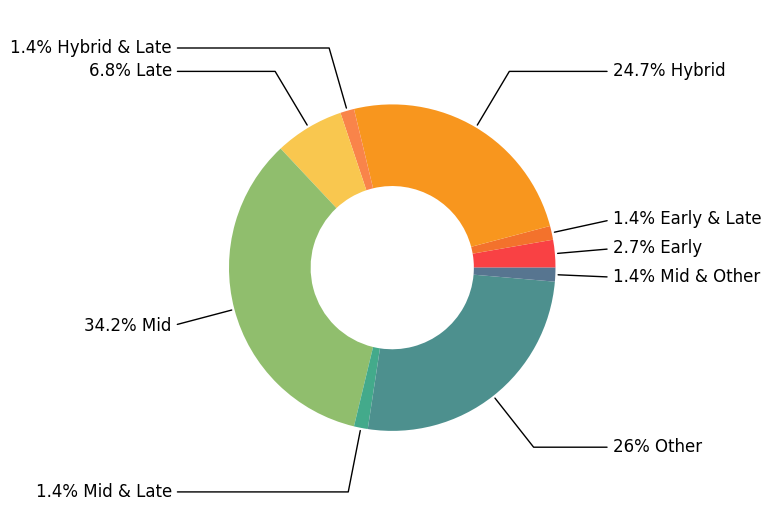 1.4% Hybrid & Late
6.8% Late
24.7% Hybrid
1.4% Early & Late
2.7% Early
1.4% Mid & Other
34.2% Mid
26% Other
1.4% Mid & Late